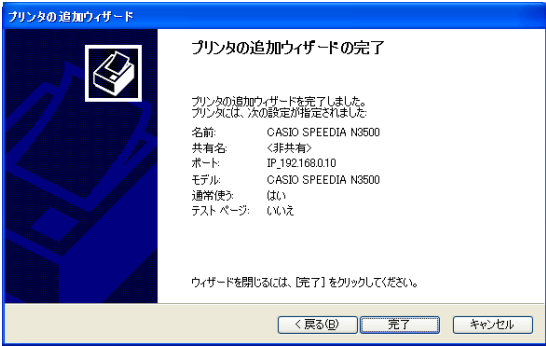 プリンタの追加ウィザード
プリンタの追加ウィザードの完了
プリンタの追加ウィザードを完了しました。
プリンタには、次の設定が指定されました:
名前: CASIO SPEEDIA N3500
共有名: <非共有>
ポート: IP_192.168.0.10
モデル: CASIO SPEEDIA N3500
通常使う: はい
テスト ページ: いいえ
ウィザードを閉じるには、[完了] をクリックしてください。
< 戻る(B) 完了 キャンセル